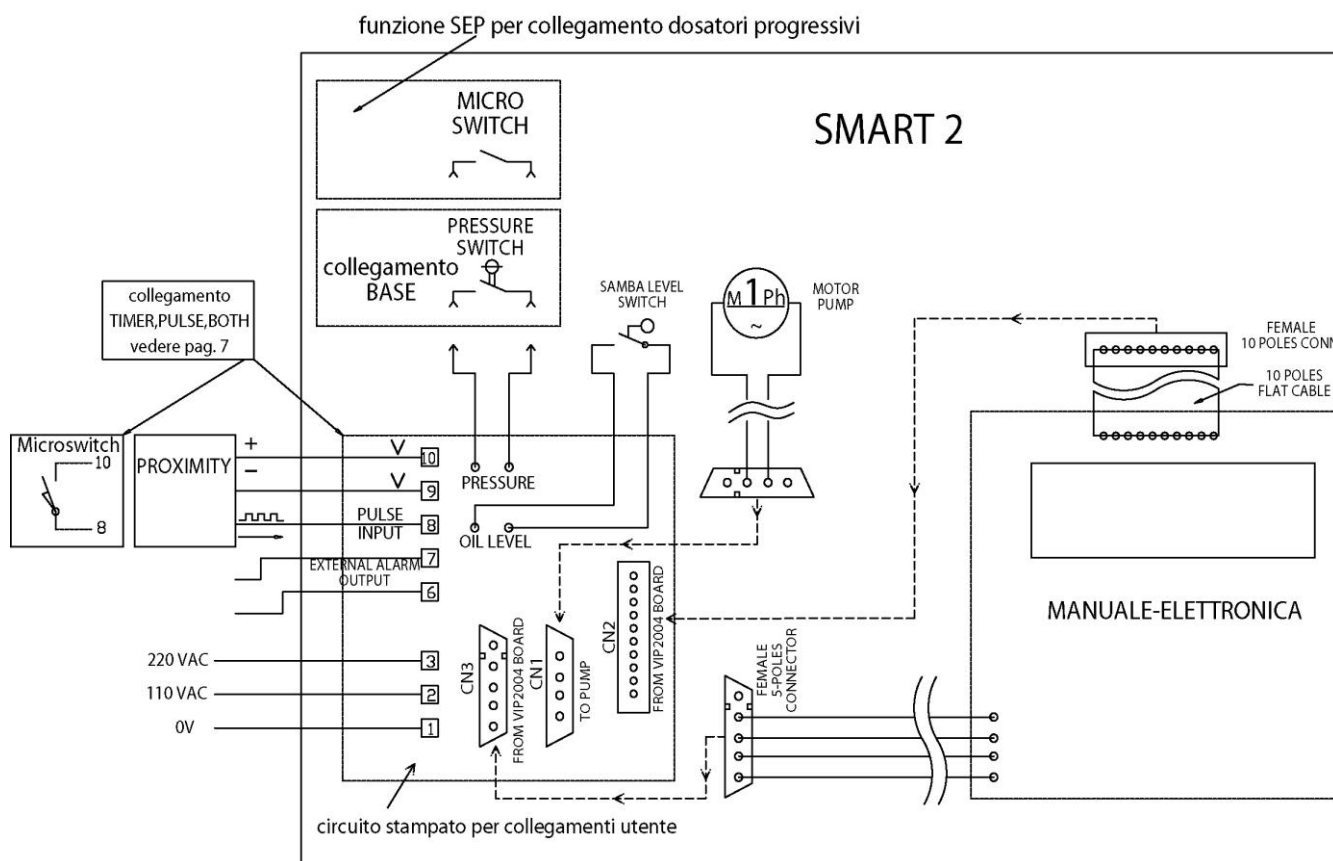 funzione SEP per collegamento dosatori progressivi
MICRO
SWITCH
SMART 2
PRESSURE
SWITCH
collegamento
BASE
collegamento
TIMER,PULSE,BOTH
vedere pag. 7
SAMBA LEVEL
SWITCH
M 1 Ph
~
MOTOR
PUMP
FEMALE
10 POLES CONN
10 POLES
FLAT CABLE
Microswitch
10
8
PROXIMITY
+
−
V
10
V
9
PULSE
INPUT
8
7
EXTERNAL ALARM
OUTPUT
6
PRESSURE
OIL LEVEL
220 VAC
3
110 VAC
2
0V
1
CN3
FROM VIP2004 BOARD
CN1
TO PUMP
CN2
FROM VIP2004 BOARD
FEMALE
5-POLES
CONNECTOR
MANUALE-ELETTRONICA
circuito stampato per collegamenti utente